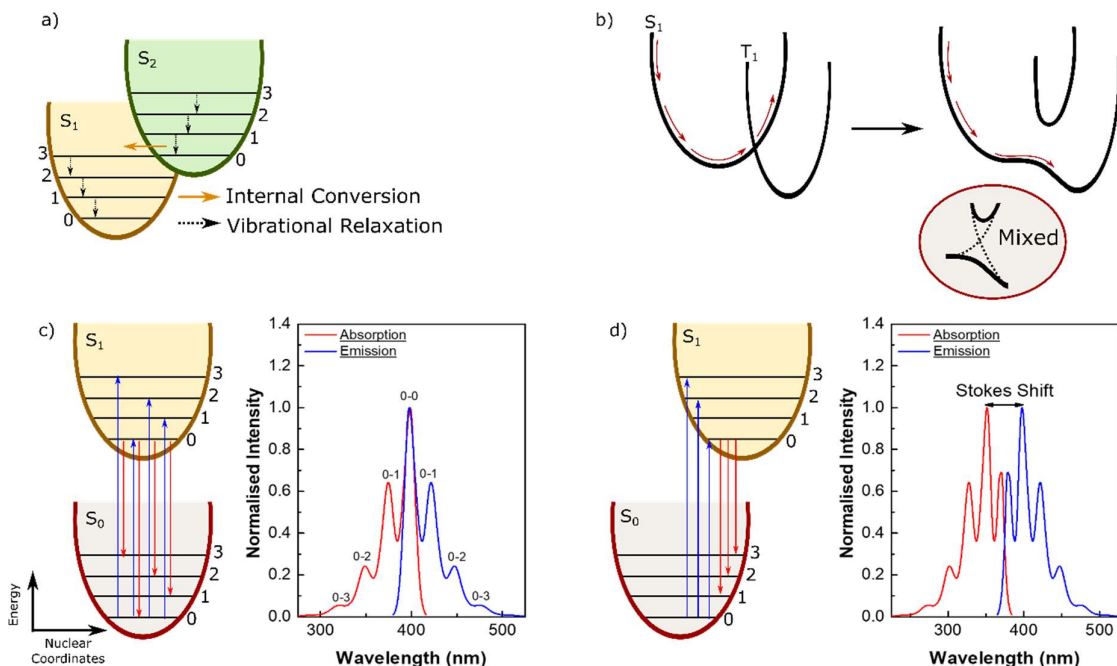 a)
S2
3
2
1
0
S1
3
2
1
0
Internal Conversion
Vibrational Relaxation
b)
S1
T1
Mixed
c)
S1
3
2
1
0
S0
3
2
1
0
Energy
Nuclear
Coordinates
1.4
1.2
1.0
0.8
0.6
0.4
0.2
0.0
Normalised Intensity
Absorption
Emission
0-0
0-1
0-1
0-2
0-2
0-3
0-3
300
400
500
Wavelength (nm)
d)
S1
3
2
1
0
S0
3
2
1
0
1.4
1.2
1.0
0.8
0.6
0.4
0.2
0.0
Normalised Intensity
Absorption
Emission
Stokes Shift
300
400
500
Wavelength (nm)